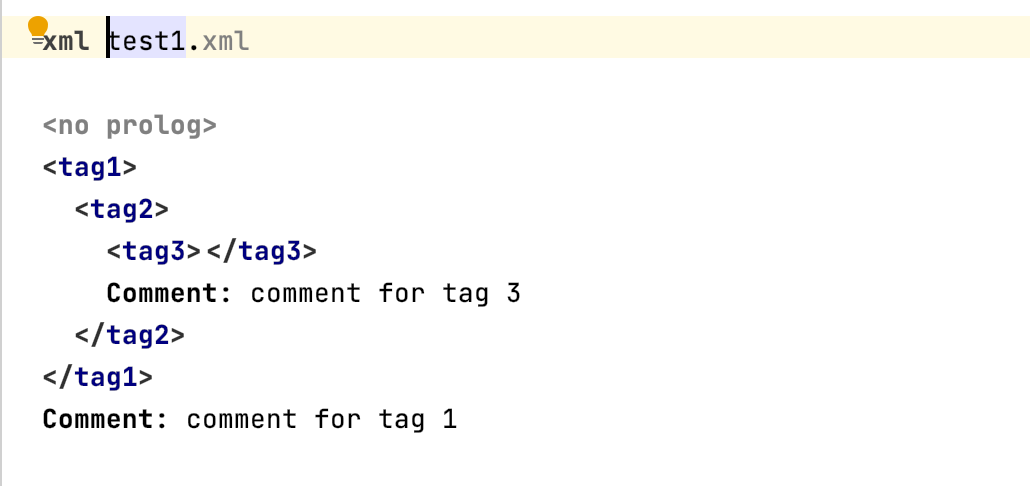 xml test1.xml
<no prolog>
<tag1>
<tag2>
<tag3></tag3>
Comment: comment for tag 3
</tag2>
</tag1>
Comment: comment for tag 1